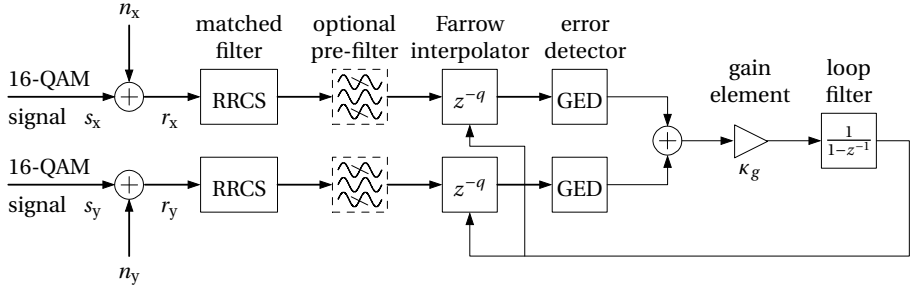 n_x
matched
filter
optional
pre-filter
Farrow
interpolator
error
detector
16-QAM
signal s_x
r_x
RRCS
z^{-q}
GED
gain
element
loop
filter
κ_g
\frac{1}{1-z^{-1}}
16-QAM
signal s_y
r_y
RRCS
z^{-q}
GED
n_y